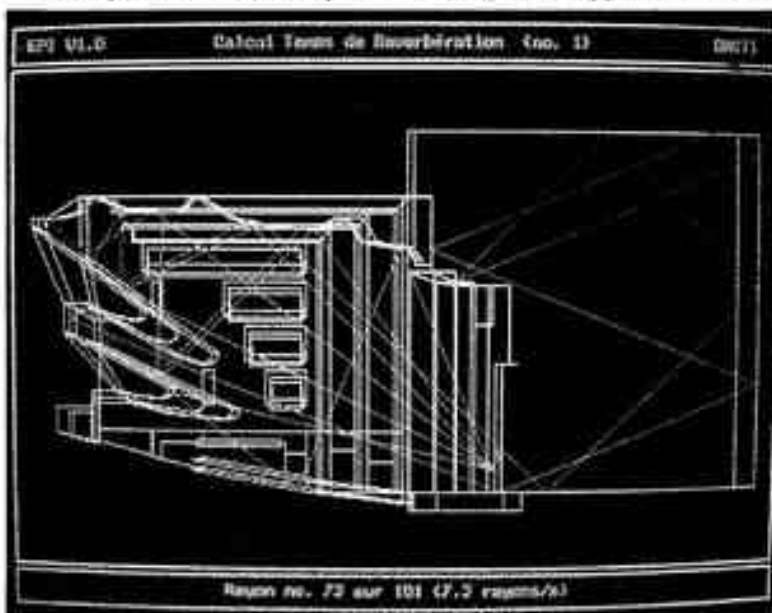 EPI V1.0 Calcul Temps de Reverbération (no. 1)
Rayon no. 73 sur 101 (7.3 rayons/%)